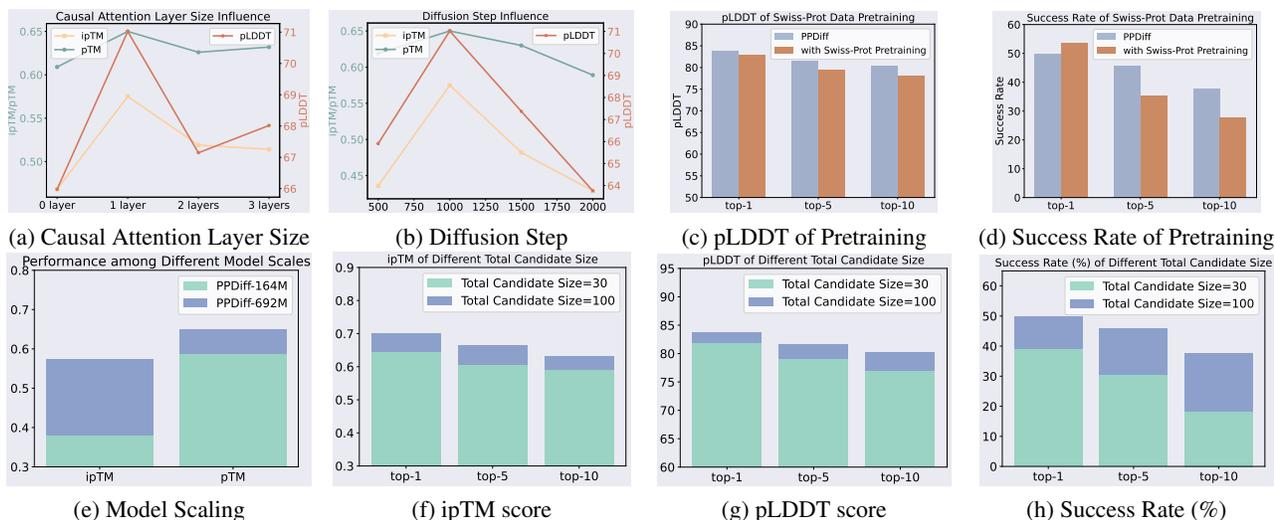 Causal Attention Layer Size Influence
ipTM
pTM
pLDDT
0.65
0.60
0.55
0.50
ipTM/pTM
71
70
69
68
67
66
pLDDT
0 layer 1 layer 2 layers 3 layers
(a) Causal Attention Layer Size
Diffusion Step Influence
ipTM
pTM
pLDDT
0.65
0.60
0.55
0.50
0.45
ipTM/pTM
71
70
69
68
67
66
65
64
pLDDT
500 750 1000 1250 1500 1750 2000
(b) Diffusion Step
pLDDT of Swiss-Prot Data Pretraining
PPDiff
with Swiss-Prot Pretraining
90
85
80
75
70
65
60
55
50
pLDDT
top-1 top-5 top-10
(c) pLDDT of Pretraining
Success Rate of Swiss-Prot Data Pretraining
PPDiff
with Swiss-Prot Pretraining
60
50
40
30
20
10
0
Success Rate
top-1 top-5 top-10
(d) Success Rate of Pretraining
Performance among Different Model Scales
PPDiff-164M
PPDiff-692M
0.8
0.7
0.6
0.5
0.4
0.3
ipTM pTM
(e) Model Scaling
ipTM of Different Total Candidate Size
Total Candidate Size=30
Total Candidate Size=100
0.9
0.8
0.7
0.6
0.5
0.4
0.3
top-1 top-5 top-10
(f) ipTM score
pLDDT of Different Total Candidate Size
Total Candidate Size=30
Total Candidate Size=100
95
90
85
80
75
70
65
60
top-1 top-5 top-10
(g) pLDDT score
Success Rate (%) of Different Total Candidate Size
Total Candidate Size=30
Total Candidate Size=100
60
50
40
30
20
10
0
top-1 top-5 top-10
(h) Success Rate (%)